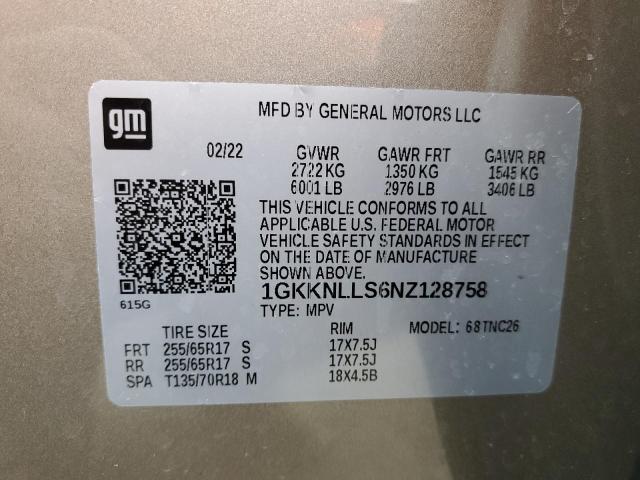 gm
MFD BY GENERAL MOTORS LLC
02/22 GVWR GAWR FRT GAWR RR
2722 KG 1350 KG 1545 KG
6001 LB 2976 LB 3406 LB
THIS VEHICLE CONFORMS TO ALL
APPLICABLE U.S. FEDERAL MOTOR
VEHICLE SAFETY STANDARDS IN EFFECT
ON THE DATE OF MANUFACTURE
SHOWN ABOVE.
615G
1GKKNLLS6NZ128758
TYPE: MPV
TIRE SIZE RIM MODEL: 68TNC26
FRT 255/65R17 S 17X7.5J
RR 255/65R17 S 17X7.5J
SPA T135/70R18 M 18X4.5B